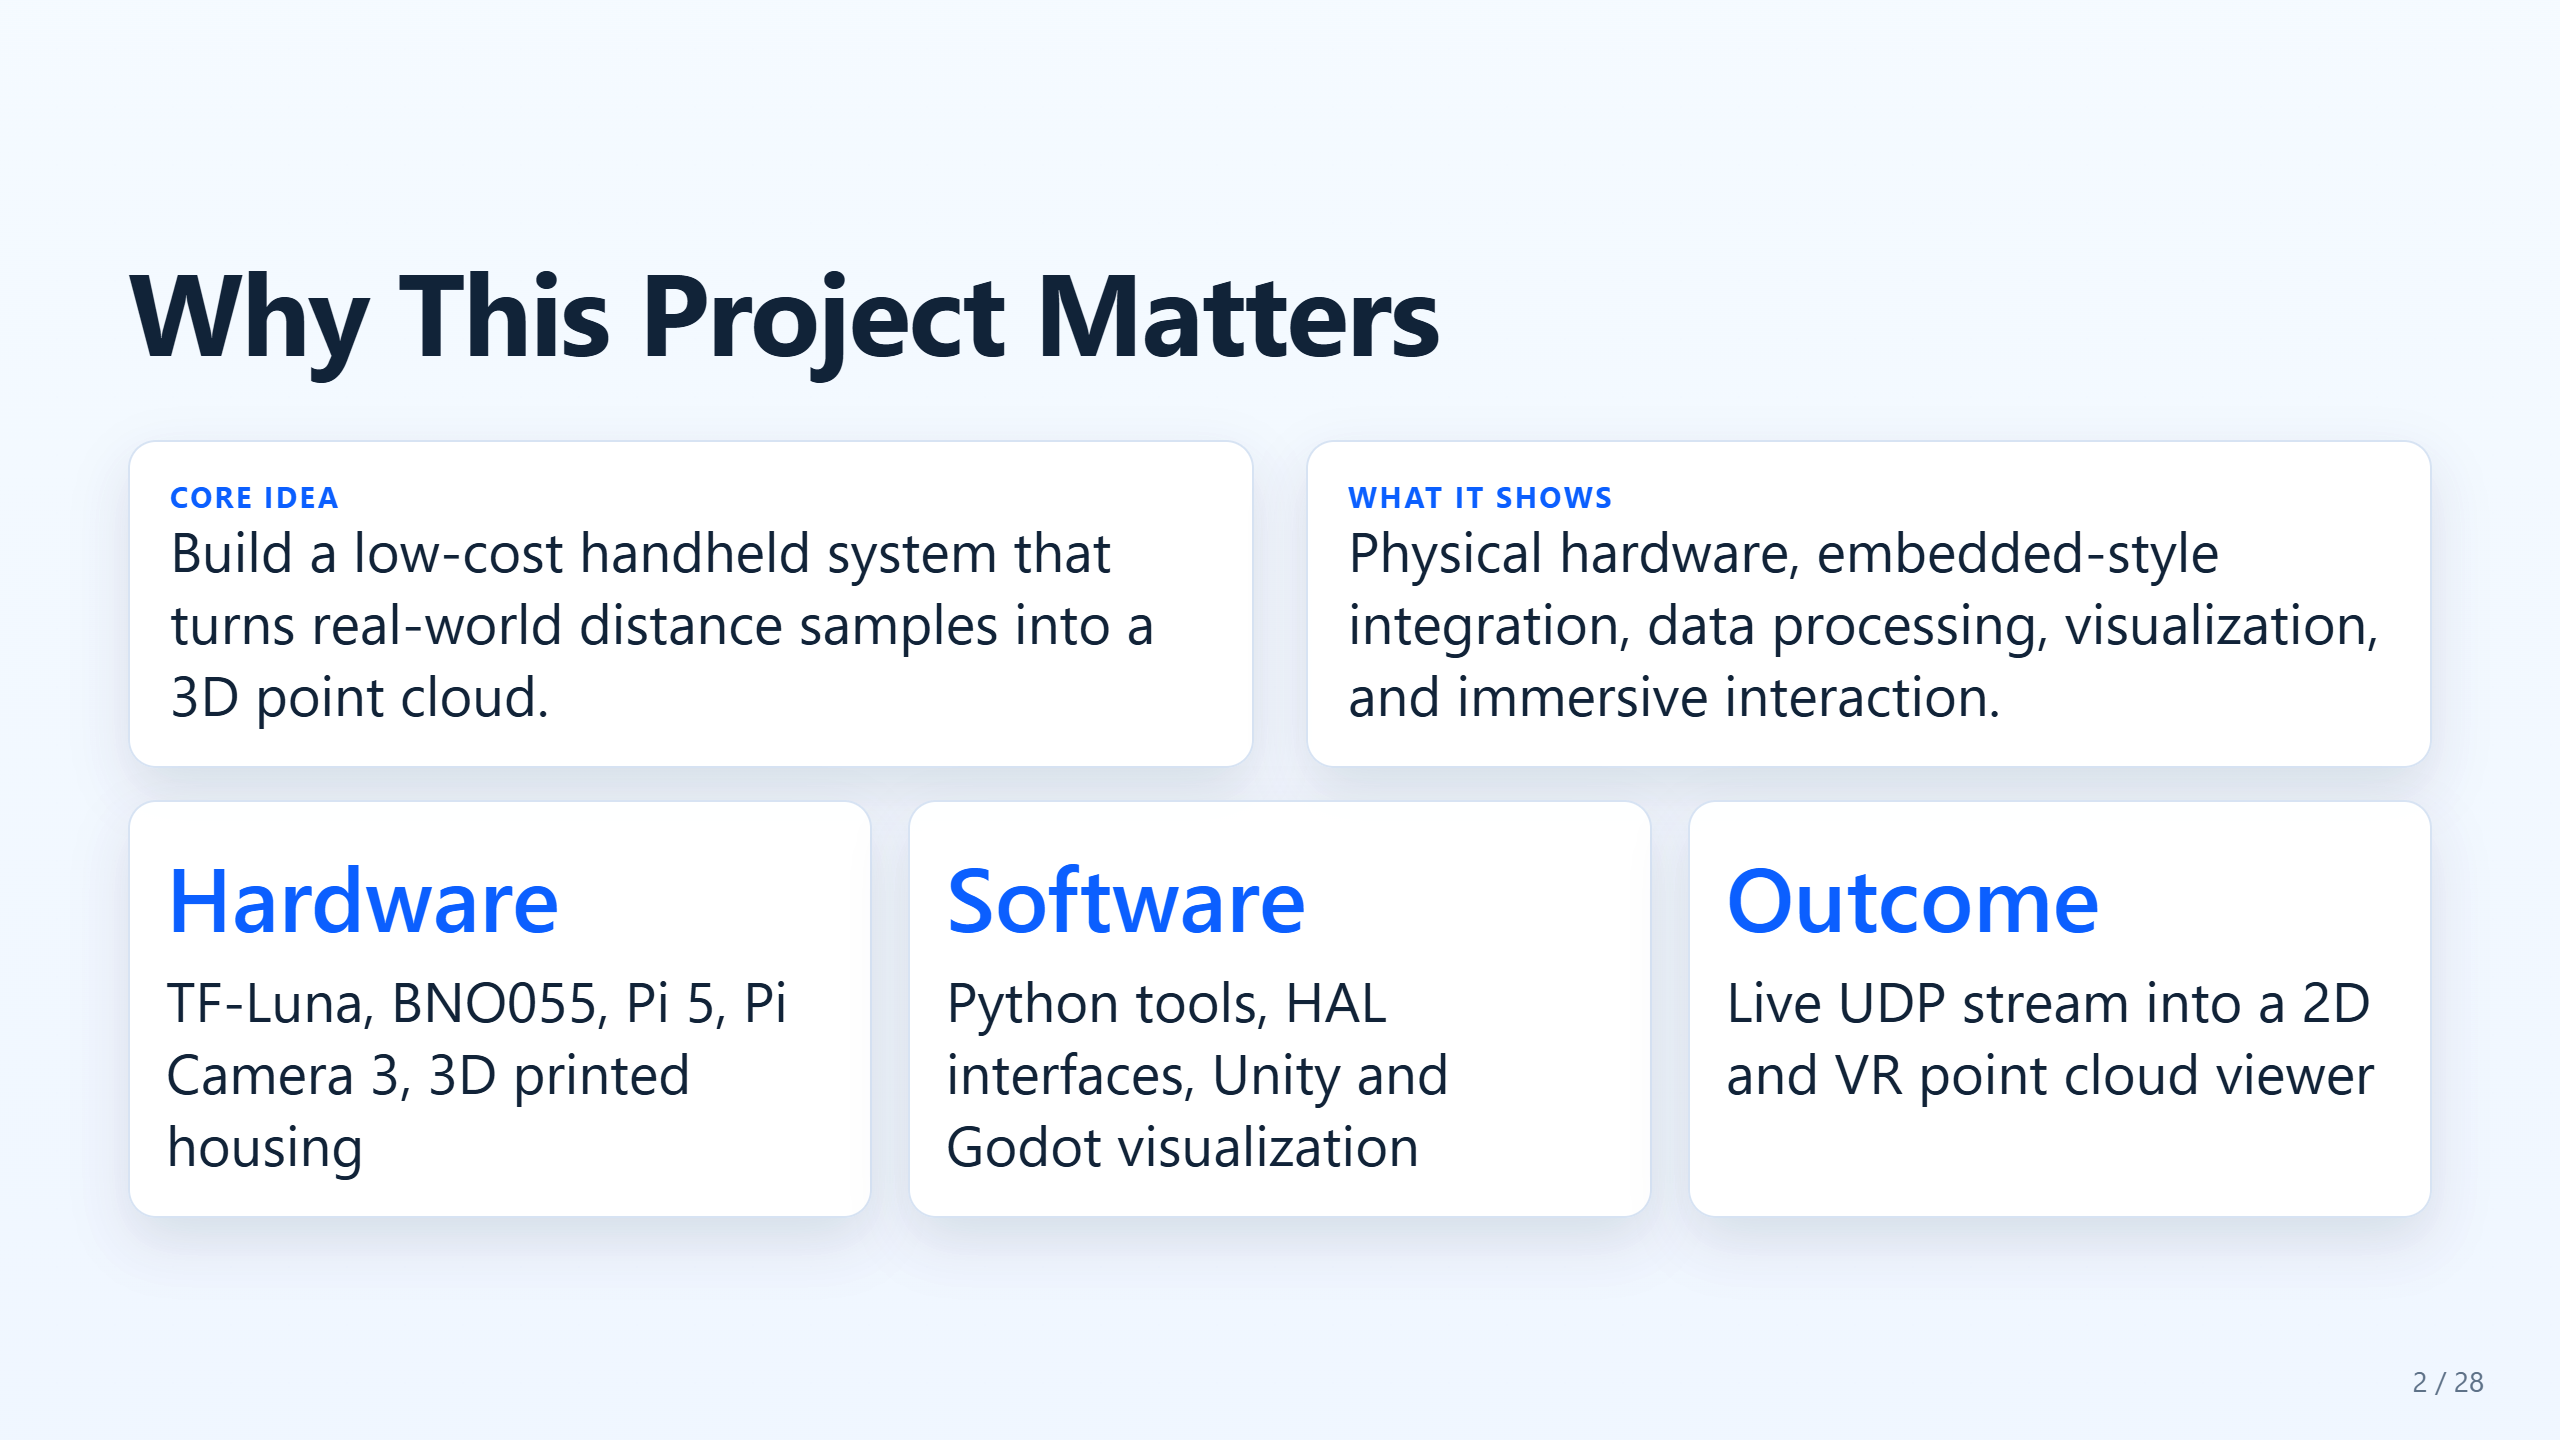 Why This Project Matters
CORE IDEA
Build a low-cost handheld system that
turns real-world distance samples into a
3D point cloud.
WHAT IT SHOWS
Physical hardware, embedded-style
integration, data processing, visualization,
and immersive interaction.
Hardware
TF-Luna, BNO055, Pi 5, Pi
Camera 3, 3D printed
housing
Software
Python tools, HAL
interfaces, Unity and
Godot visualization
Outcome
Live UDP stream into a 2D
and VR point cloud viewer
2 / 28